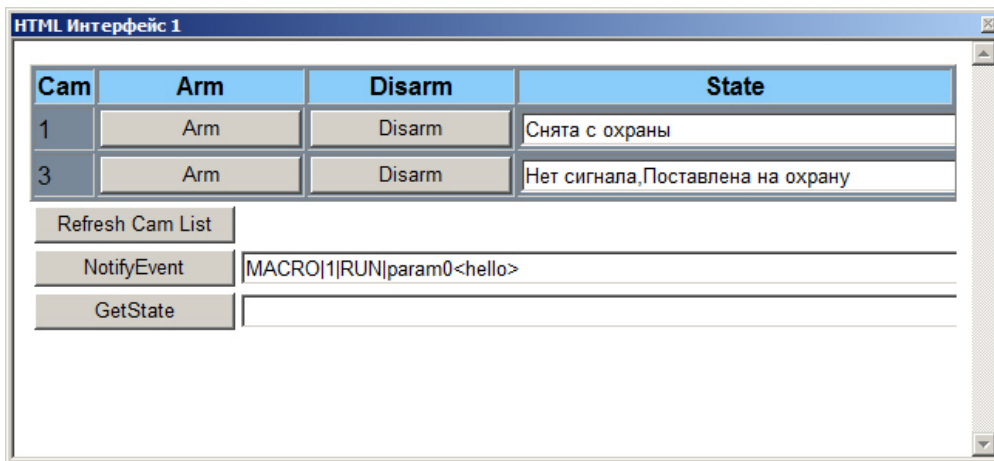 HTML Интерфейс 1
Cam Arm Disarm State
1 Arm Disarm Снята с охраны
3 Arm Disarm Нет сигнала,Поставлена на охрану
Refresh Cam List
NotifyEvent MACRO|1|RUN|param0<hello>
GetState